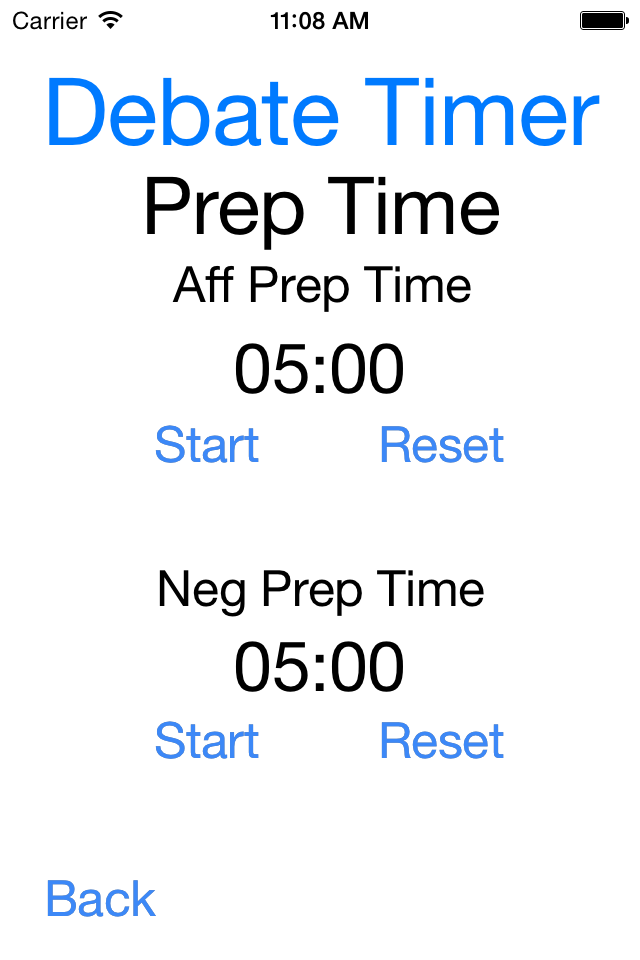 Carrier 11:08 AM
Debate Timer
Prep Time
Aff Prep Time
05:00
Start Reset
Neg Prep Time
05:00
Start Reset
Back